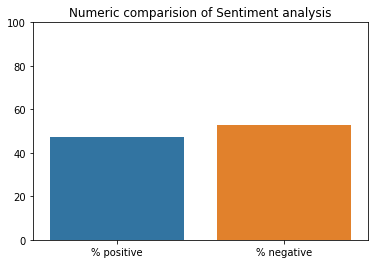 Numeric comparision of Sentiment analysis
100
80
60
40
20
0
% positive
% negative